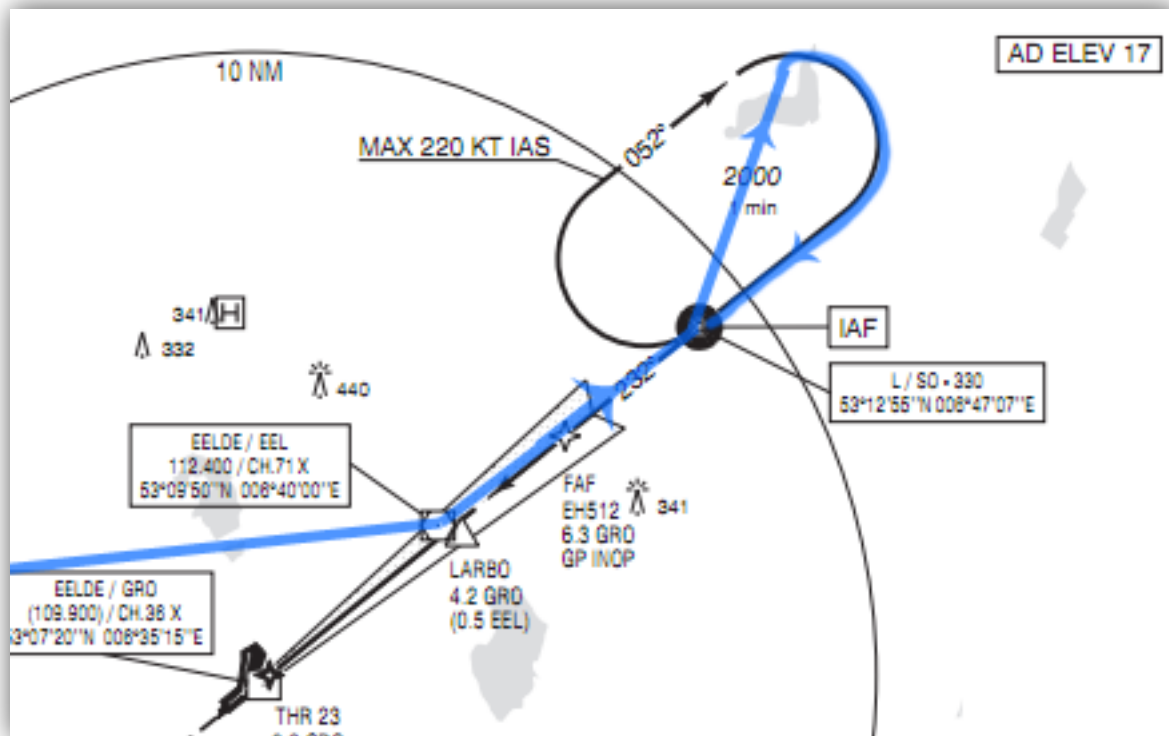 10 NM
AD ELEV 17
MAX 220 KT IAS
052°
2000
1 min
341
H
332
440
IAF
232°
L / SO - 330
53°12'55''N 006°47'07''E
EELDE / EEL
112.400 / CH.71 X
53°09'50''N 006°40'00''E
FAF
EH512
6.3 GRO
GP INOP
341
LARBO
4.2 GRO
(0.5 EEL)
EELDE / GRO
(109.900) / CH.36 X
3°07'20''N 006°35'15''E
THR 23